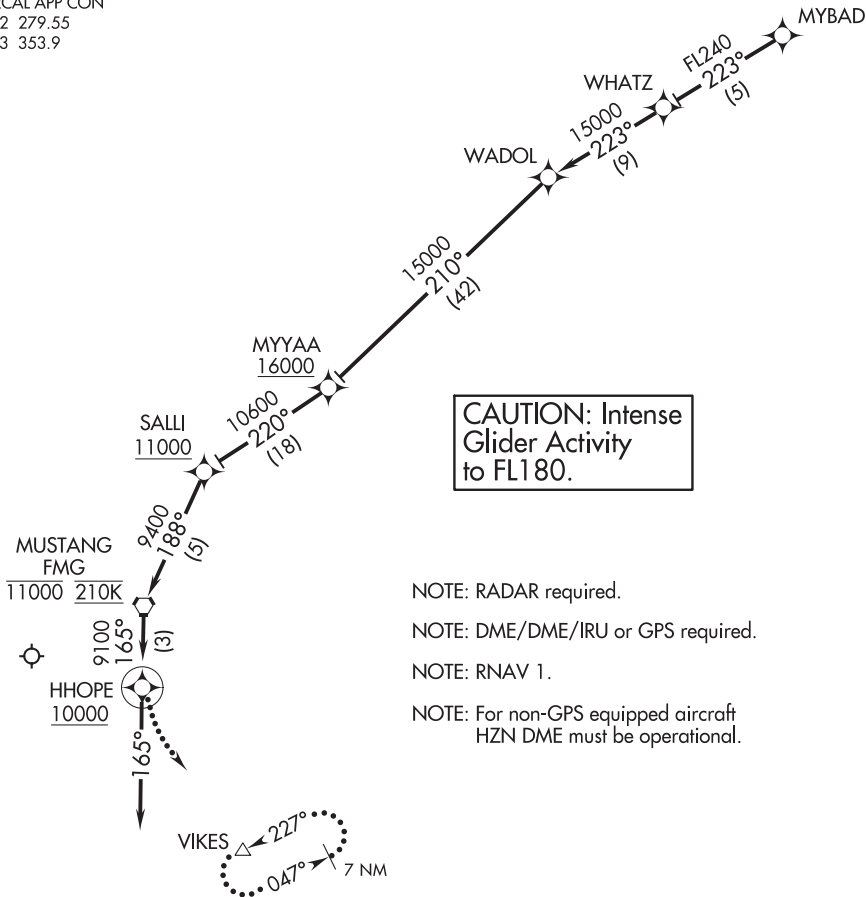 CAL APP CON
2 279.55
3 353.9
MYBAD
FL240
223°
(5)
WHATZ
15000
223°
(9)
WADOL
15000
210°
(42)
MYYAA
16000
10600
220°
(18)
SALLI
11000
9400
188°
(5)
MUSTANG
FMG
11000 210K
9100
165°
(3)
HHOPE
10000
165°
VIKES
227°
047°
7 NM
CAUTION: Intense
Glider Activity
to FL180.
NOTE: RADAR required.
NOTE: DME/DME/IRU or GPS required.
NOTE: RNAV 1.
NOTE: For non-GPS equipped aircraft
HZN DME must be operational.